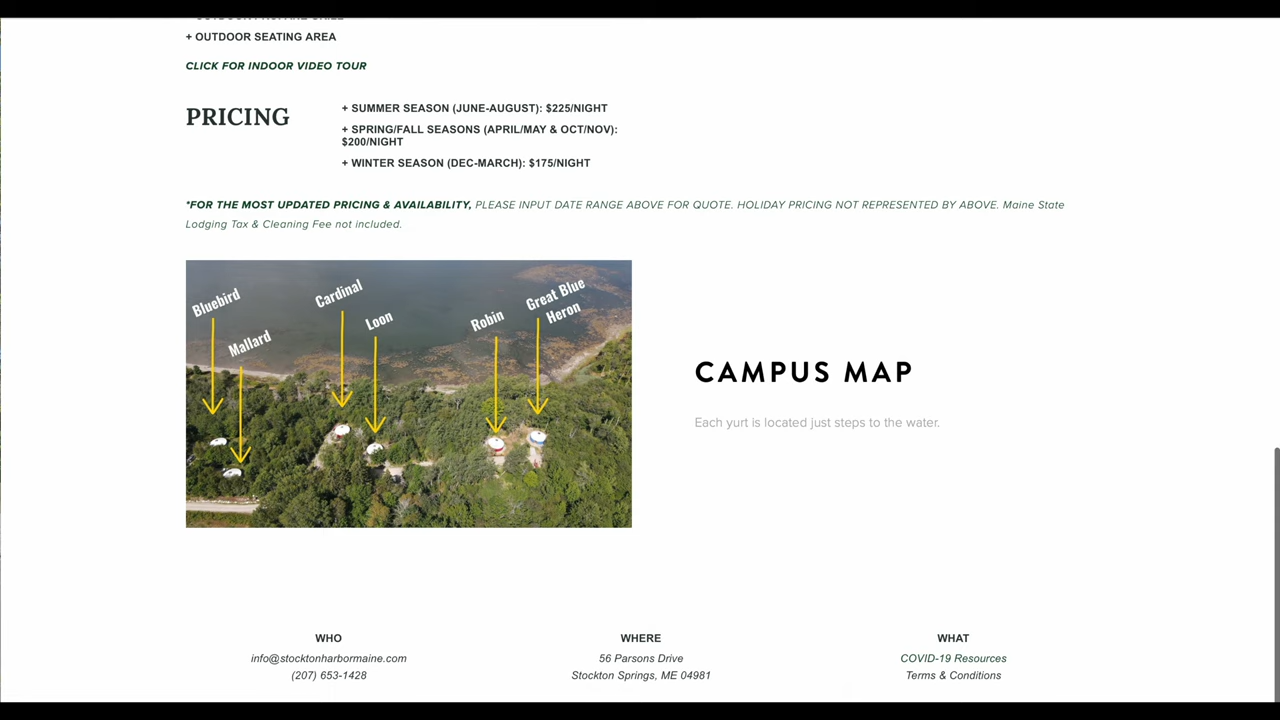 + OUTDOOR SEATING AREA
CLICK FOR INDOOR VIDEO TOUR
PRICING
+ SUMMER SEASON (JUNE-AUGUST): $225/NIGHT
+ SPRING/FALL SEASONS (APRIL/MAY & OCT/NOV):
$200/NIGHT
+ WINTER SEASON (DEC-MARCH): $175/NIGHT
*FOR THE MOST UPDATED PRICING & AVAILABILITY, PLEASE INPUT DATE RANGE ABOVE FOR QUOTE. HOLIDAY PRICING NOT REPRESENTED BY ABOVE. Maine State
Lodging Tax & Cleaning Fee not included.
Bluebird
Mallard
Cardinal
Loon
Robin
Great Blue
Heron
CAMPUS MAP
Each yurt is located just steps to the water.
WHO
info@stocktonharbormaine.com
(207) 653-1428
WHERE
56 Parsons Drive
Stockton Springs, ME 04981
WHAT
COVID-19 Resources
Terms & Conditions